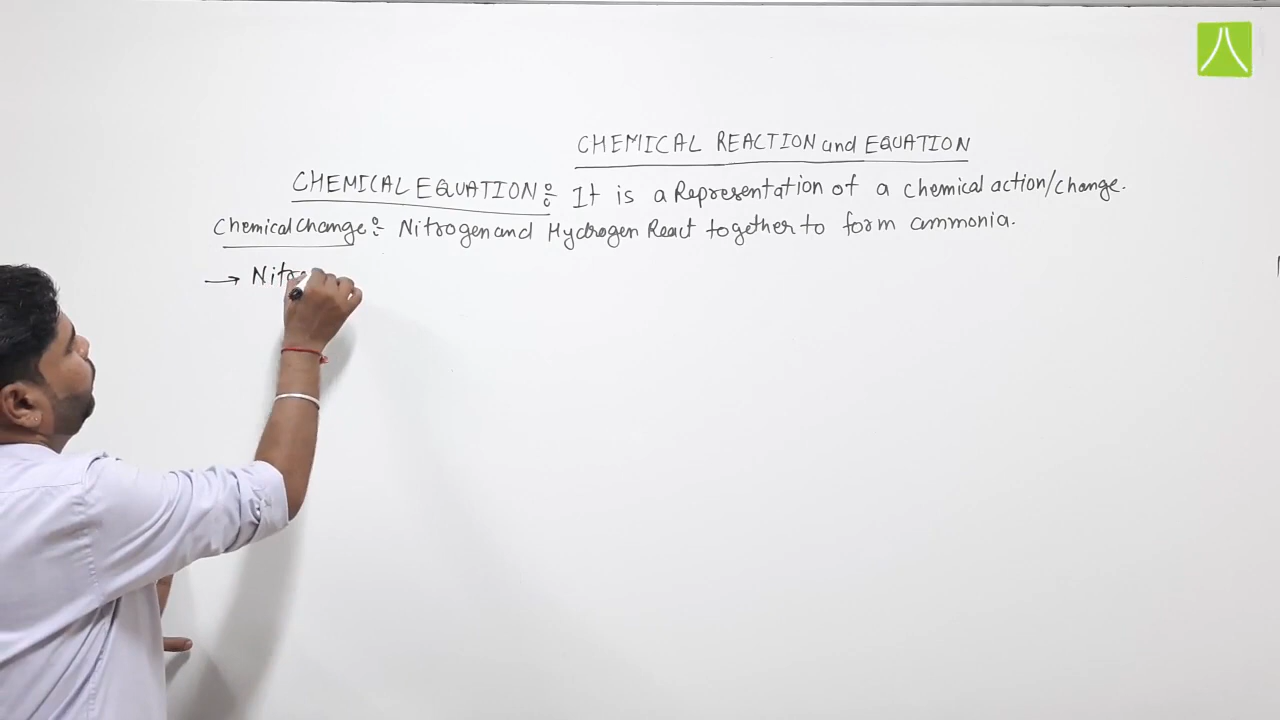 CHEMICAL REACTION and EQUATION
CHEMICAL EQUATION :- It is a Representation of a chemical action/change.
Chemical Change :- Nitrogen and Hydrogen React together to form ammonia.
→ Nitro